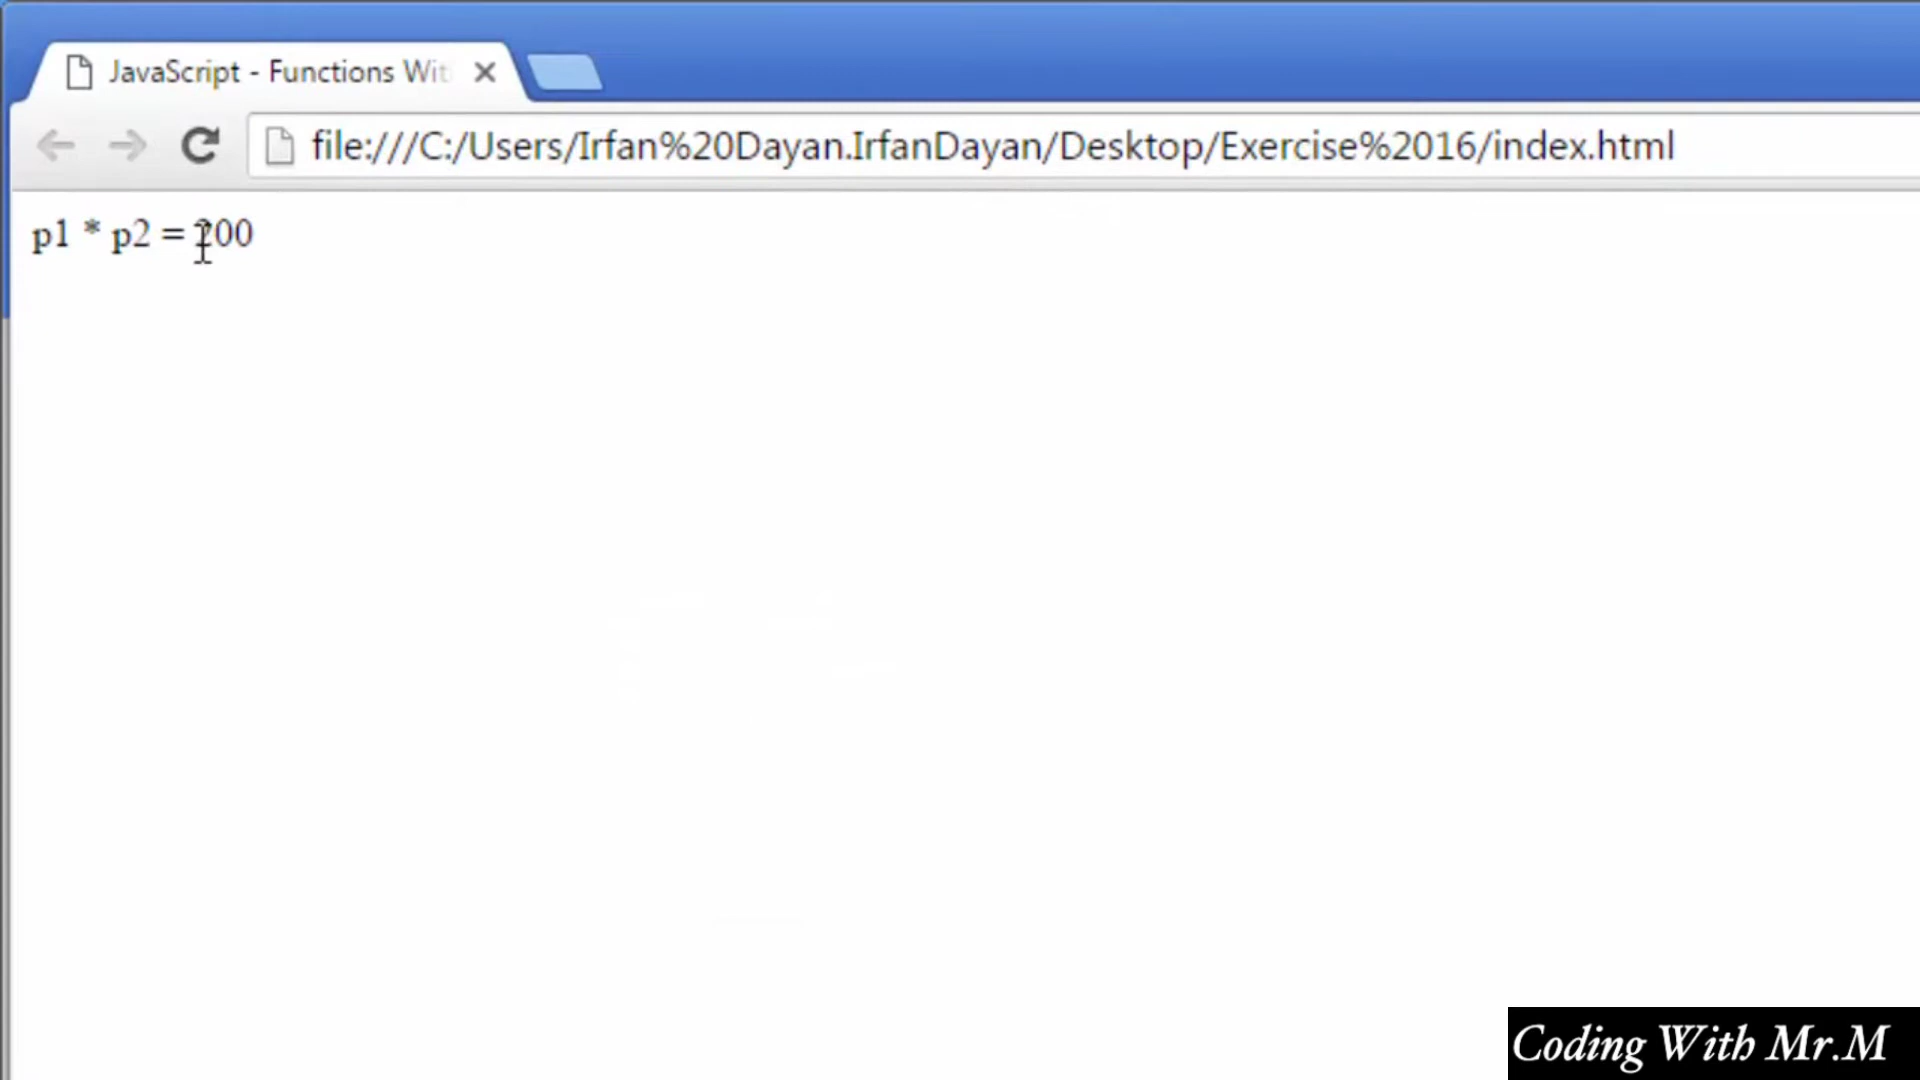 JavaScript - Functions Wit
file:///C:/Users/Irfan%20Dayan.IrfanDayan/Desktop/Exercise%2016/index.html
p1 * p2 = 200
Coding With Mr.M